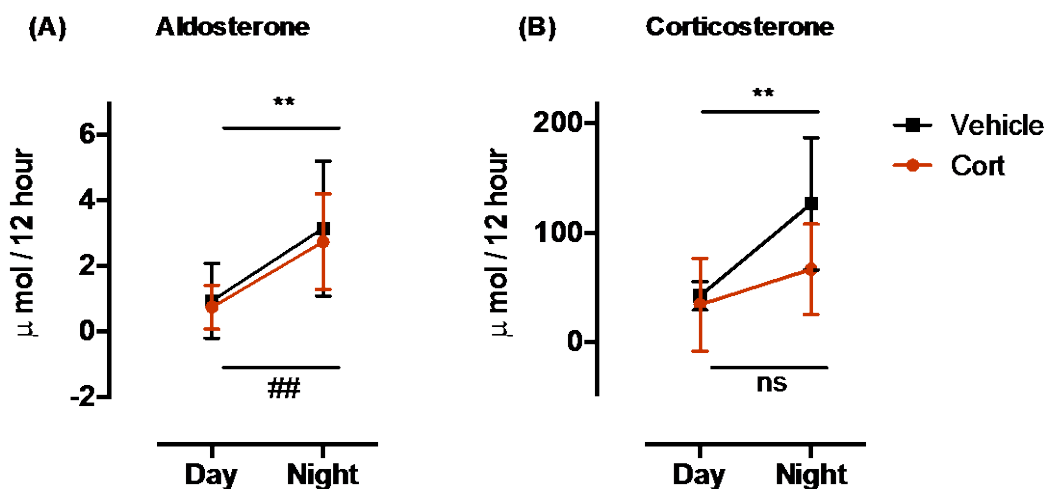 (A) Aldosterone
**
6
4
2
0
-2
μ mol / 12 hour
##
Day Night
(B) Corticosterone
**
200
100
0
μ mol / 12 hour
ns
Day Night
Vehicle
Cort